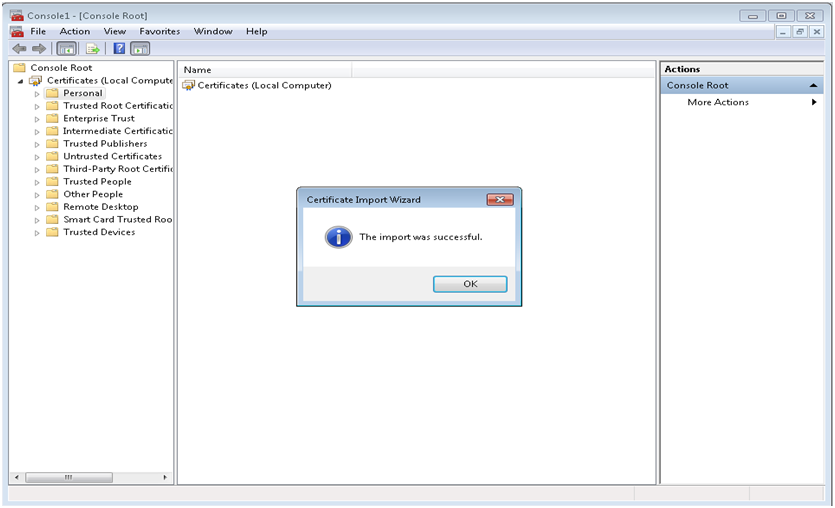 Console1 - [Console Root]
File Action View Favorites Window Help
Console Root
Certificates (Local Compute
Personal
Trusted Root Certificatic
Enterprise Trust
Intermediate Certificatic
Trusted Publishers
Untrusted Certificates
Third-Party Root Certific
Trusted People
Other People
Remote Desktop
Smart Card Trusted Roo
Trusted Devices
Name
Certificates (Local Computer)
Certificate Import Wizard
The import was successful.
OK
Actions
Console Root
More Actions